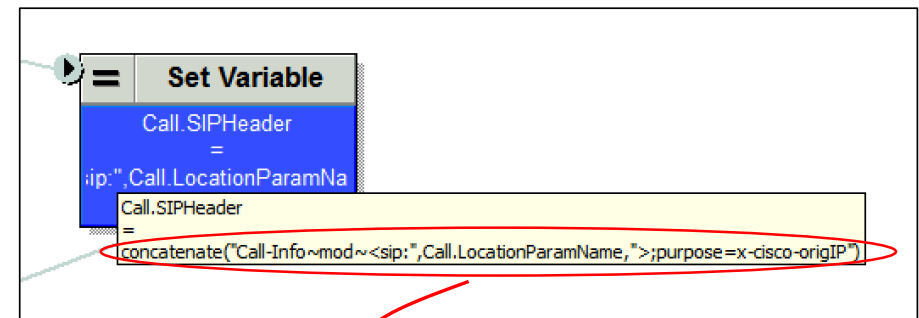 = Set Variable
Call.SIPHeader
=
sip:",Call.LocationParamNa
Call.SIPHeader
=
concatenate("Call-Info~mod~<sip:",Call.LocationParamName,">;purpose=x-cisco-origIP")